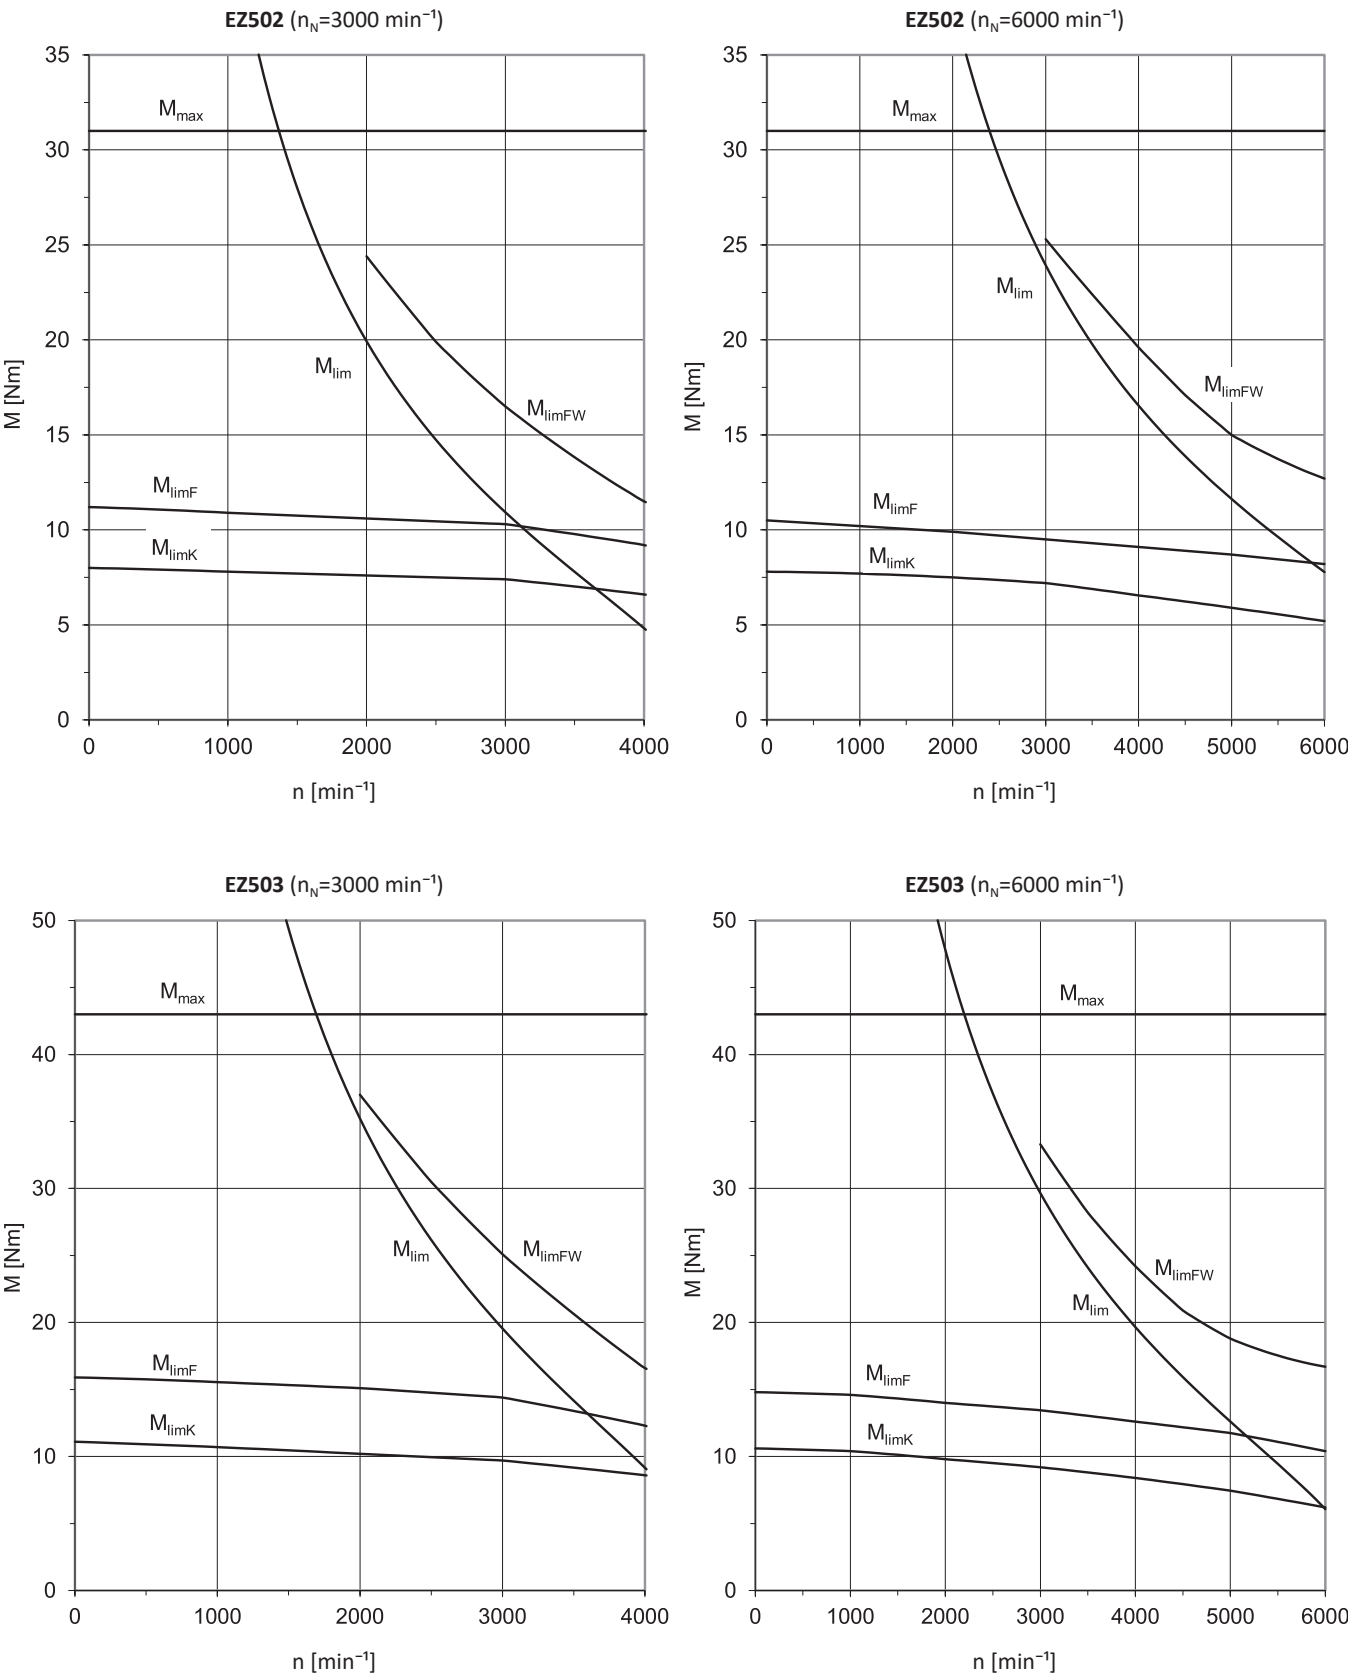 EZ502 (nN=3000 min⁻¹)
35
30
25
20
15
10
5
0
M [Nm]
Mmax
Mlim
MlimFW
MlimF
MlimK
0 1000 2000 3000 4000
n [min⁻¹]
EZ502 (nN=6000 min⁻¹)
35
30
25
20
15
10
5
0
M [Nm]
Mmax
Mlim
MlimFW
MlimF
MlimK
0 1000 2000 3000 4000 5000 6000
n [min⁻¹]
EZ503 (nN=3000 min⁻¹)
50
40
30
20
10
0
M [Nm]
Mmax
Mlim
MlimFW
MlimF
MlimK
0 1000 2000 3000 4000
n [min⁻¹]
EZ503 (nN=6000 min⁻¹)
50
40
30
20
10
0
M [Nm]
Mmax
MlimFW
Mlim
MlimF
MlimK
0 1000 2000 3000 4000 5000 6000
n [min⁻¹]